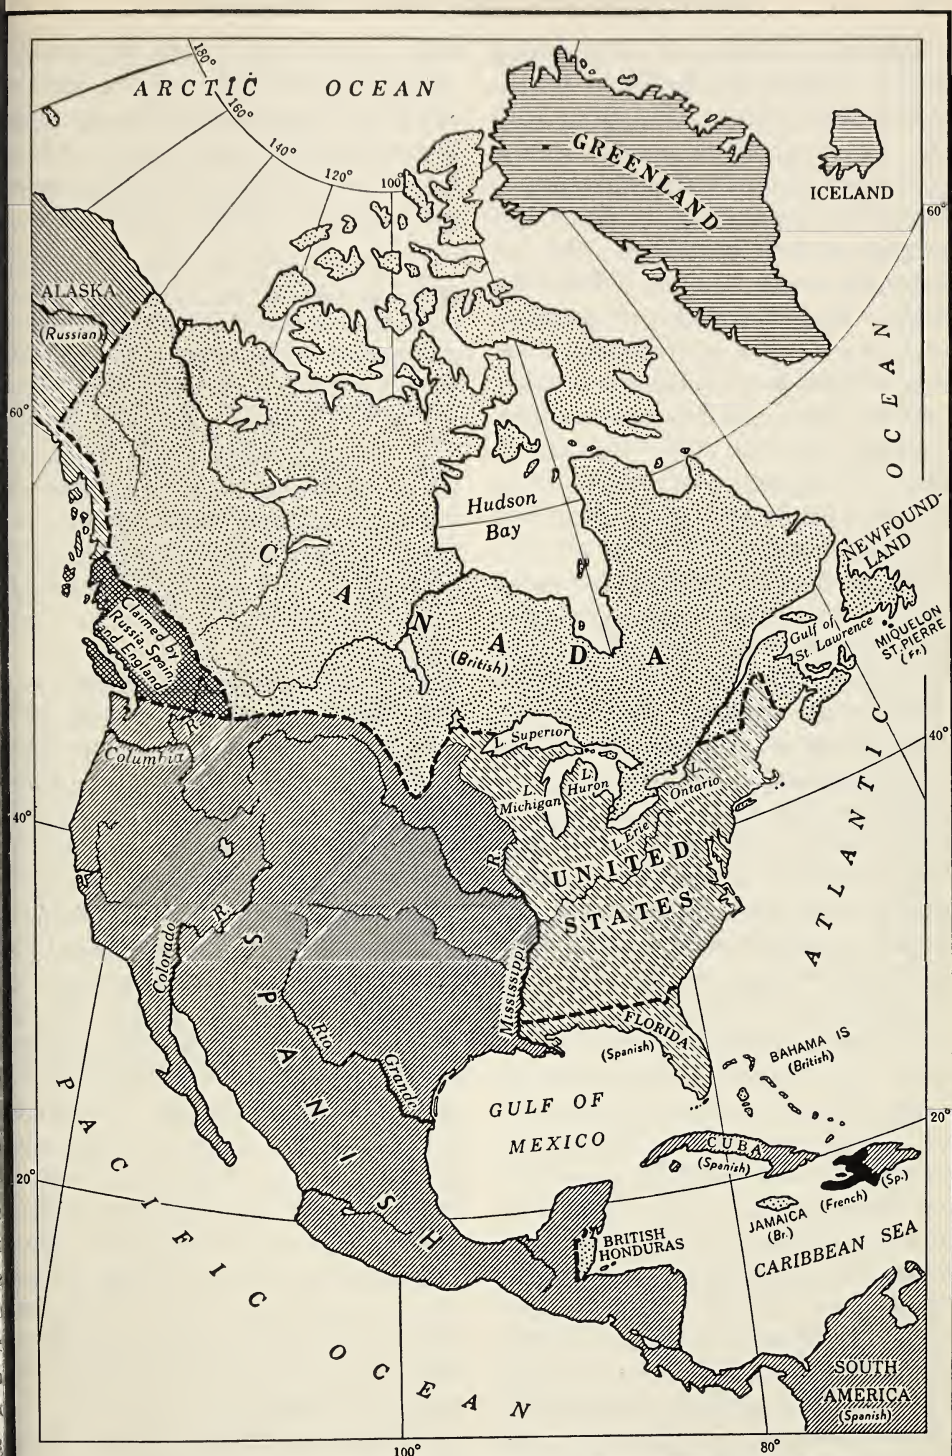 180°
ARCTIC OCEAN
160°
140°
120°
100°
GREENLAND
ICELAND
60°
ALASKA
(Russian)
60°
OCEAN
Hudson
Bay
NEWFOUND-
LAND
CANADA
(British)
Claimed by
Russia, Spain
and England
Gulf of
St. Lawrence
MIQUELON
ST. PIERRE
(Fr.)
R.
Columbia
L. Superior
L.
Michigan
L.
Huron
L.
Ontario
L. Erie
40°
40°
ATLANTIC
UNITED
STATES
R.
R.
Colorado
Mississippi
SPANISH
Rio
Grande
FLORIDA
(Spanish)
BAHAMA IS
(British)
GULF OF
MEXICO
20°
CUBA
(Spanish)
(Sp.)
(French)
JAMAICA
(Br.)
20°
BRITISH
HONDURAS
CARIBBEAN SEA
PACIFIC
OCEAN
SOUTH
AMERICA
(Spanish)
100°
80°